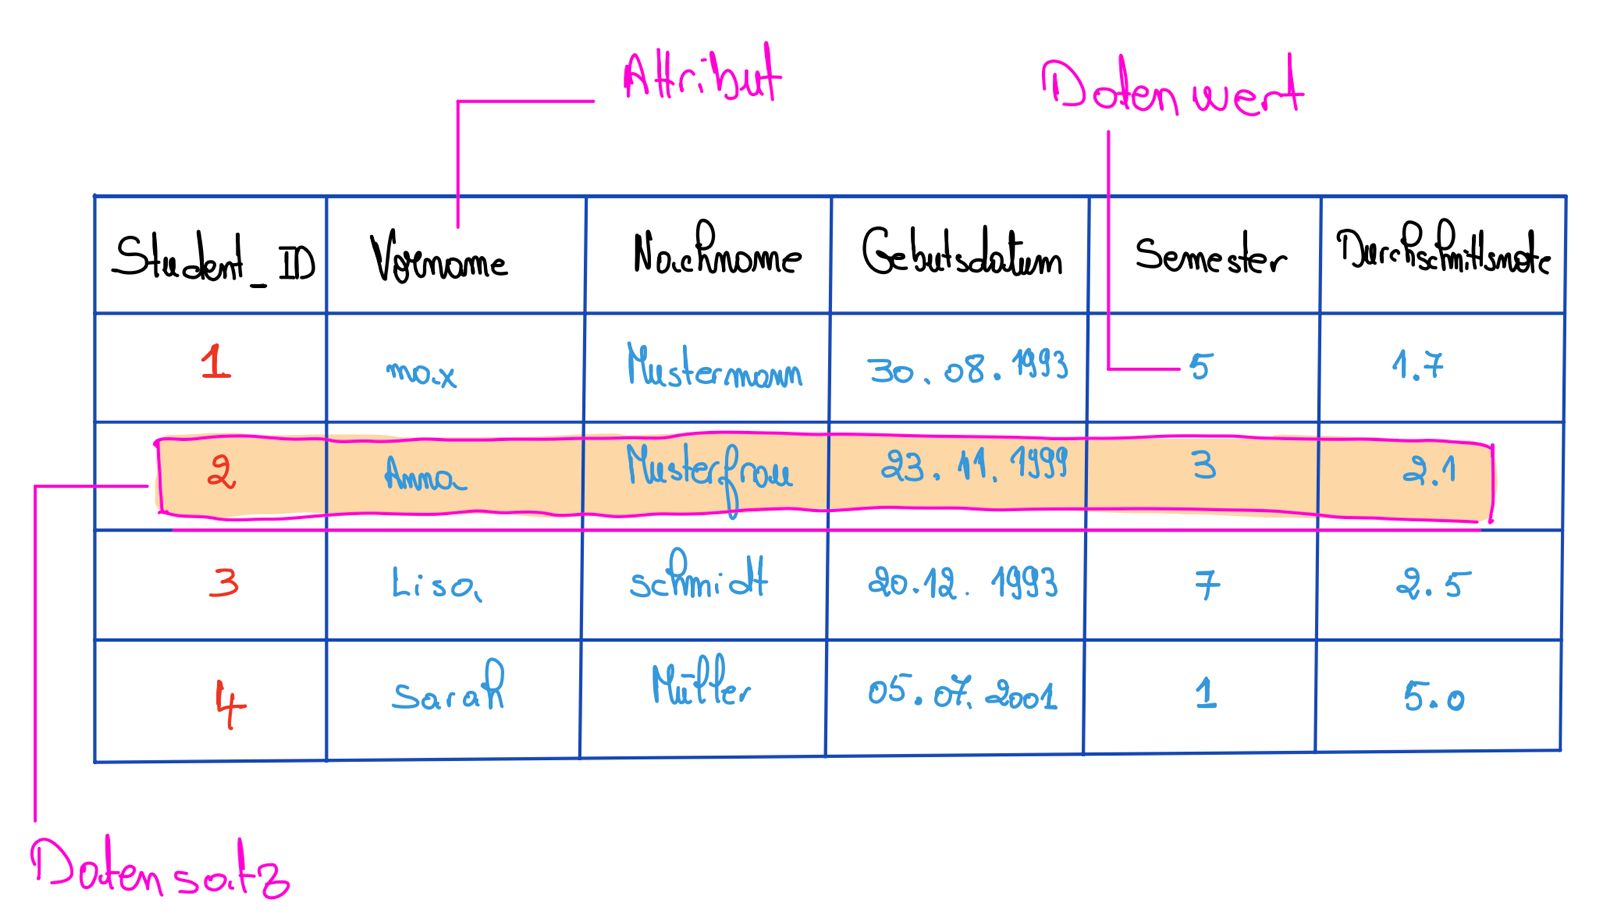 Attribut
Datenwert
Student_ID Vorname Nachname Gebutsdatum Semester Durchschnittsnote
1 max Mustermann 30.08.1993 5 1.7
2 Anna Musterfrau 23.11.1999 3 2.1
3 Lisa schmidt 20.12.1993 7 2.5
4 Sarah Müller 05.07.2001 1 5.0
Datensatz